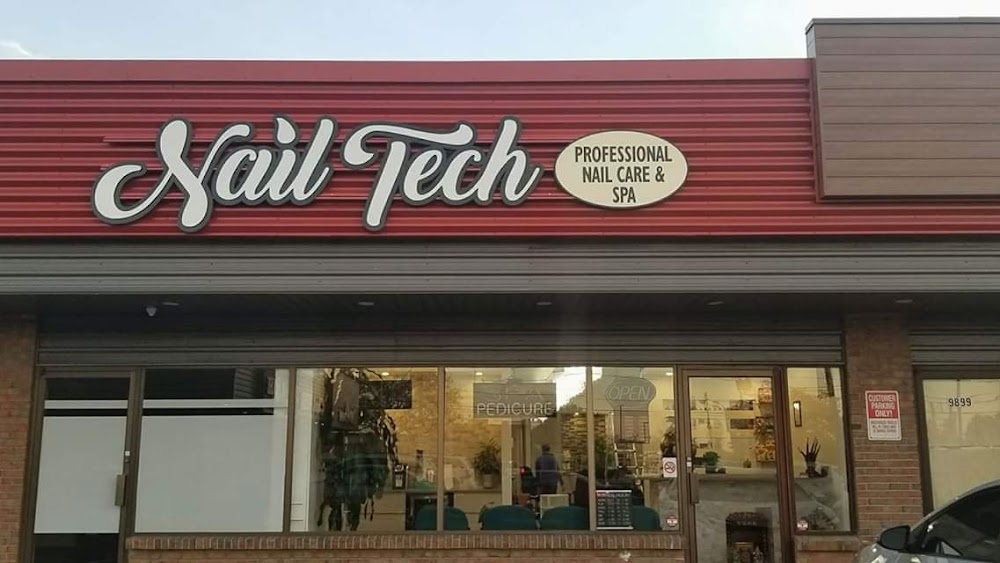 Nail Tech
PROFESSIONAL
NAIL CARE &
SPA
PEDICURE
OPEN
CUSTOMER
PARKING
ONLY!
9899